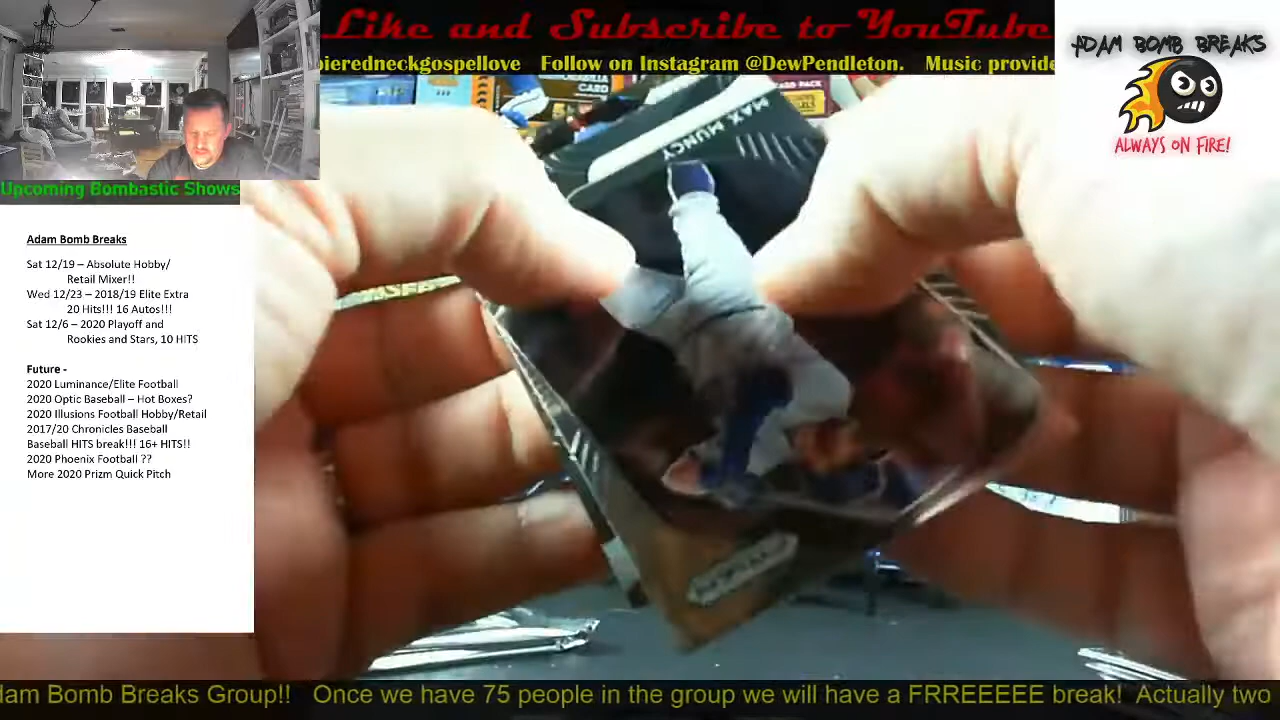 Like and Subscribe to YouTube
pieredneckgospellove Follow on Instagram @DewPendleton. Music provide
ADAM BOMB BREAKS
ALWAYS ON FIRE!
CARD
CARD PACK
MAX MUNCY
Upcoming Bombastic Shows
Adam Bomb Breaks
Sat 12/19 – Absolute Hobby/
Retail Mixer!!
Wed 12/23 – 2018/19 Elite Extra
20 Hits!!! 16 Autos!!!
Sat 12/6 – 2020 Playoff and
Rookies and Stars, 10 HITS
Future -
2020 Luminance/Elite Football
2020 Optic Baseball – Hot Boxes?
2020 Illusions Football Hobby/Retail
2017/20 Chronicles Baseball
Baseball HITS break!!! 16+ HITS!!
2020 Phoenix Football ??
More 2020 Prizm Quick Pitch
dam Bomb Breaks Group!! Once we have 75 people in the group we will have a FRREEEEE break! Actually two